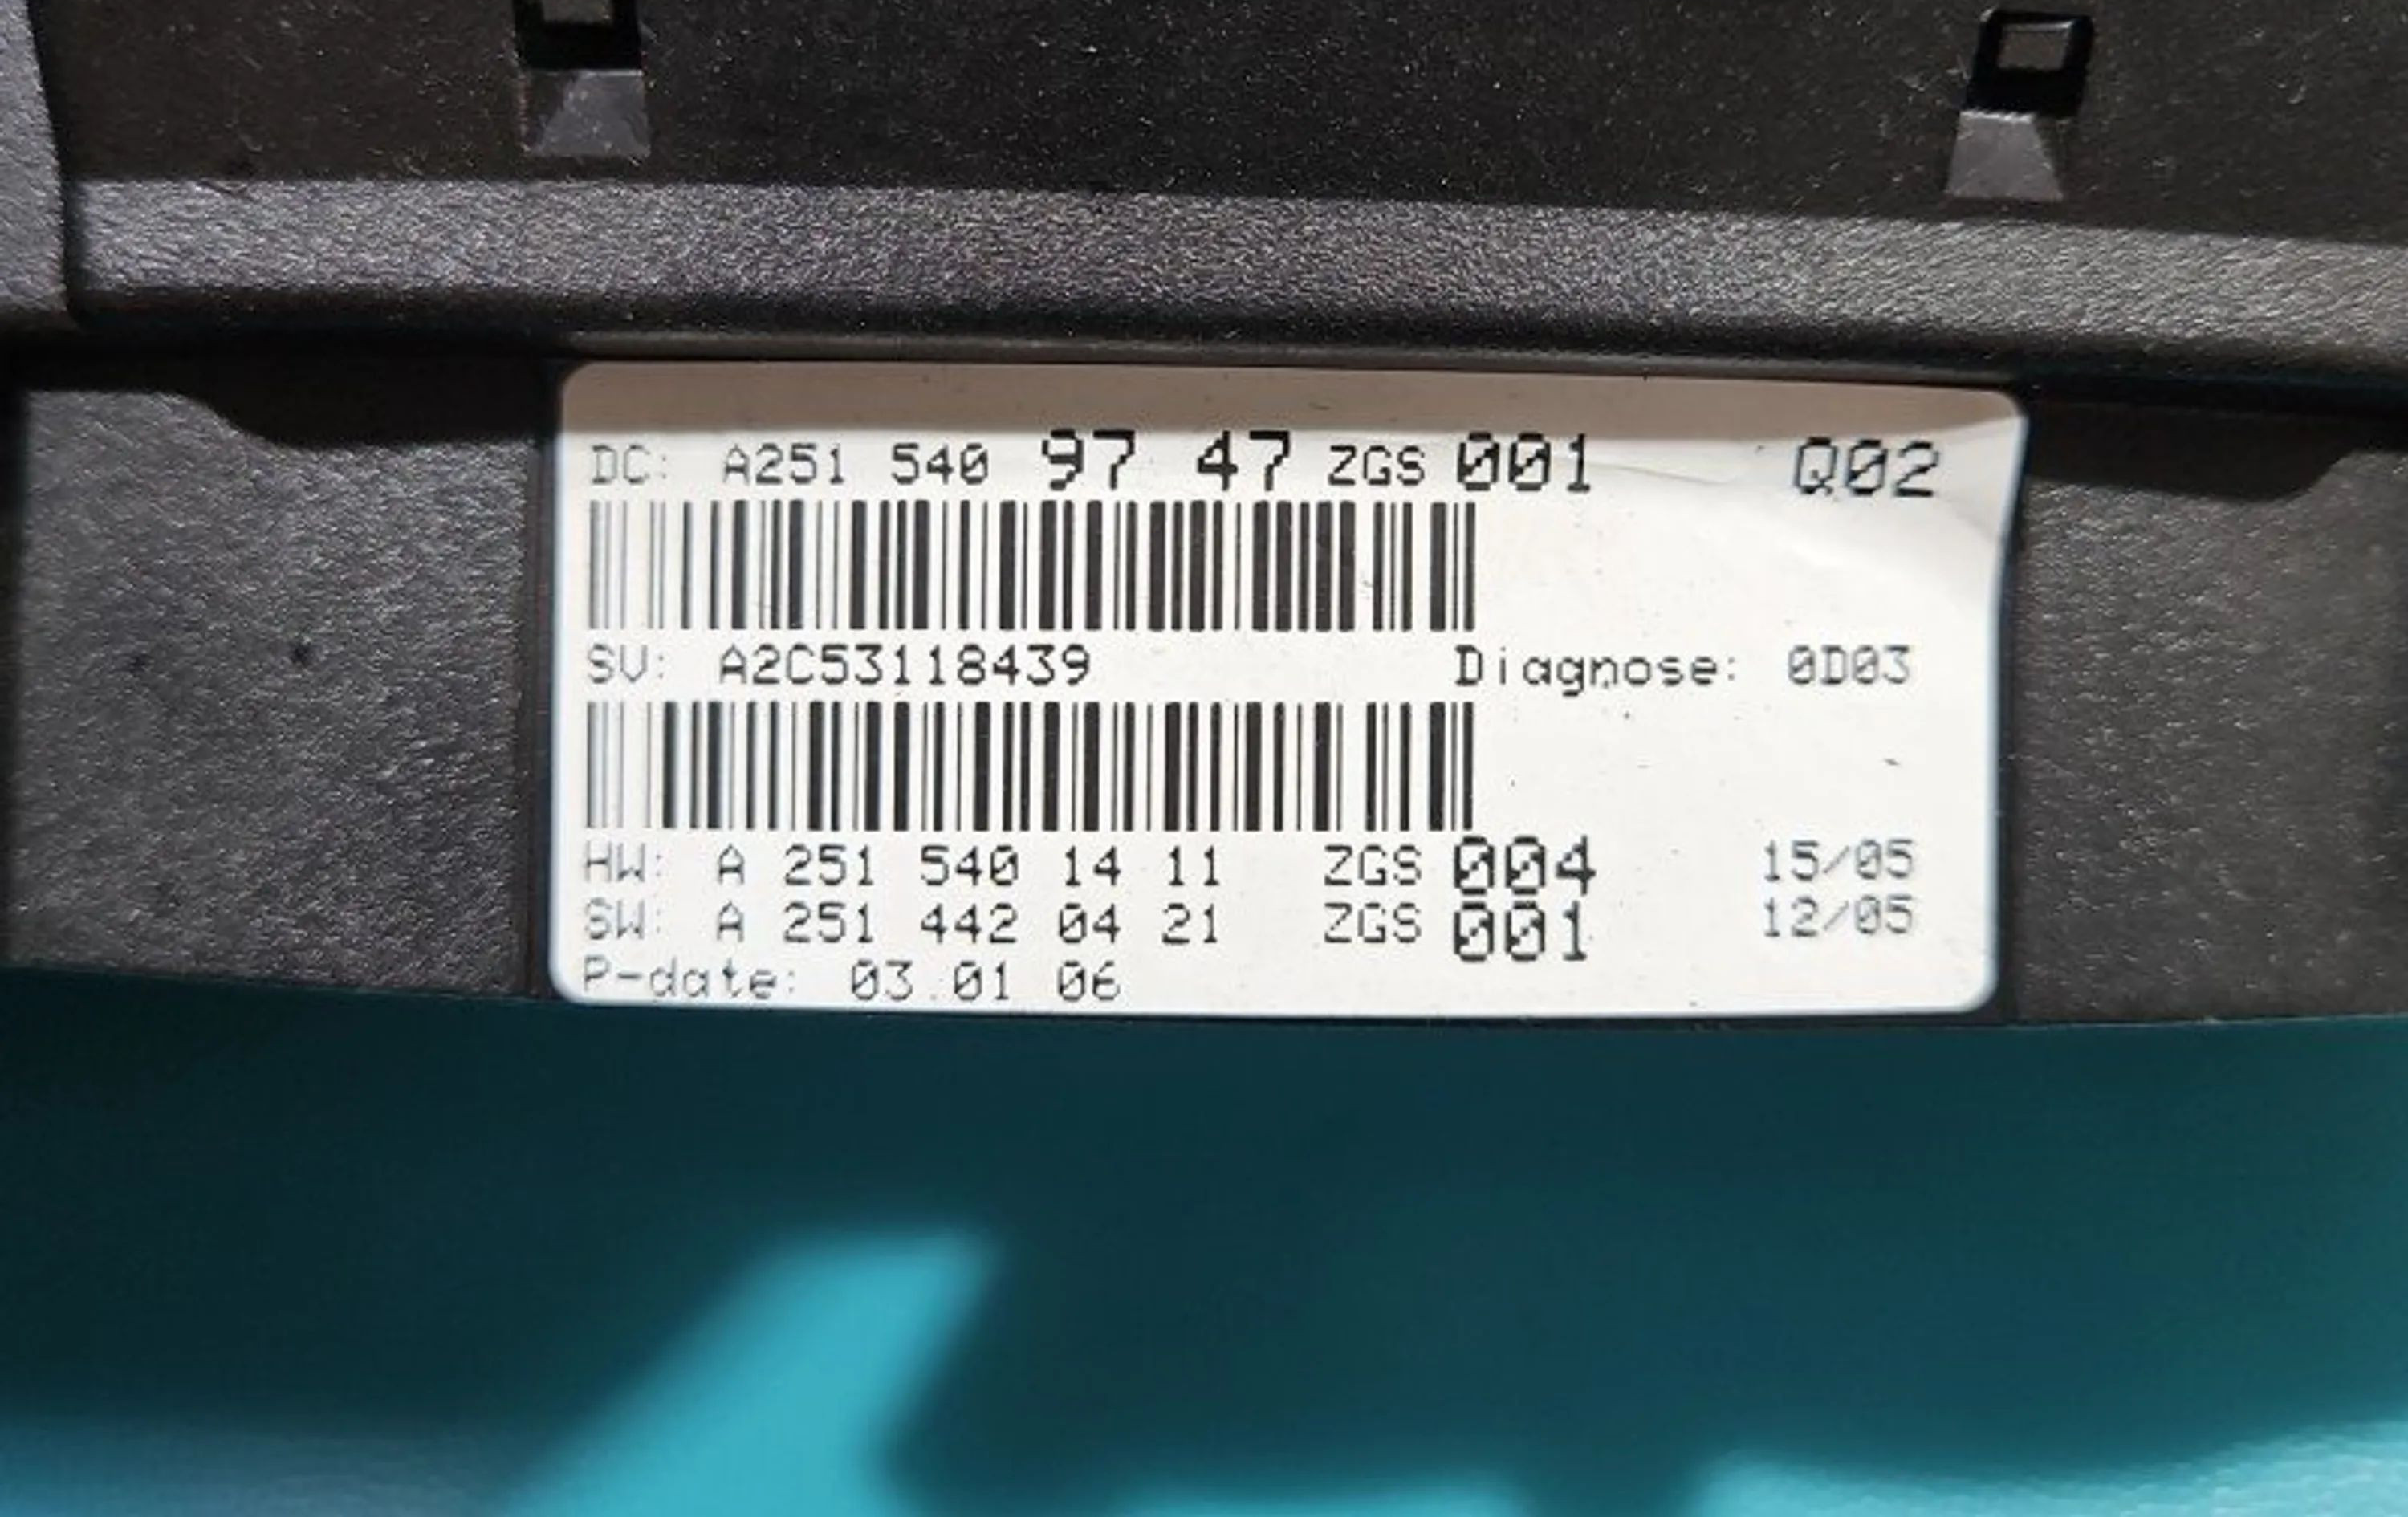 DC: A251 540 97 47 ZGS 001 Q02
SV: A2C53118439 Diagnose: 0D03
HW: A 251 540 14 11 ZGS 004 15/05
SW: A 251 442 04 21 ZGS 001 12/05
P-date: 03.01 06